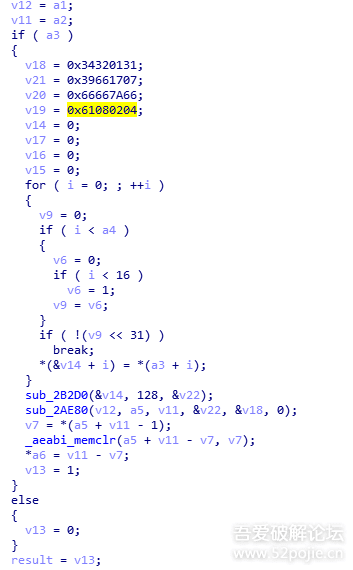 v12 = a1;
v11 = a2;
if ( a3 )
{
v18 = 0x34320131;
v21 = 0x39661707;
v20 = 0x66667A66;
v19 = 0x61080204;
v14 = 0;
v17 = 0;
v16 = 0;
v15 = 0;
for ( i = 0; ; ++i )
{
v9 = 0;
if ( i < a4 )
{
v6 = 0;
if ( i < 16 )
v6 = 1;
v9 = v6;
}
if ( !(v9 << 31) )
break;
*(&v14 + i) = *(a3 + i);
}
sub_2B2D0(&v14, 128, &v22);
sub_2AE80(v12, a5, v11, &v22, &v18, 0);
v7 = *(a5 + v11 - 1);
_aeabi_memclr(a5 + v11 - v7, v7);
*a6 = v11 - v7;
v13 = 1;
}
else
{
v13 = 0;
}
result = v13;
吾爱破解论坛
www.52pojie.cn